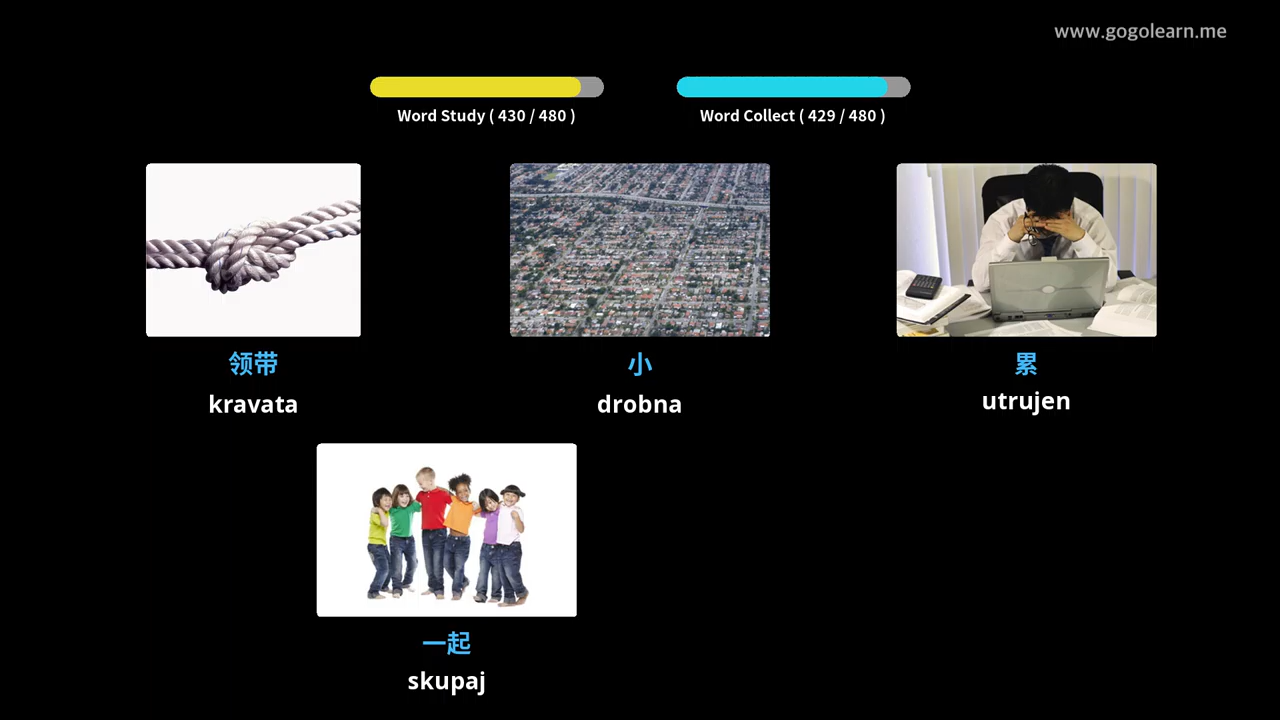 www.gogolearn.me
Word Study ( 430 / 480 )
Word Collect ( 429 / 480 )
领带
kravata
小
drobna
累
utrujen
一起
skupaj